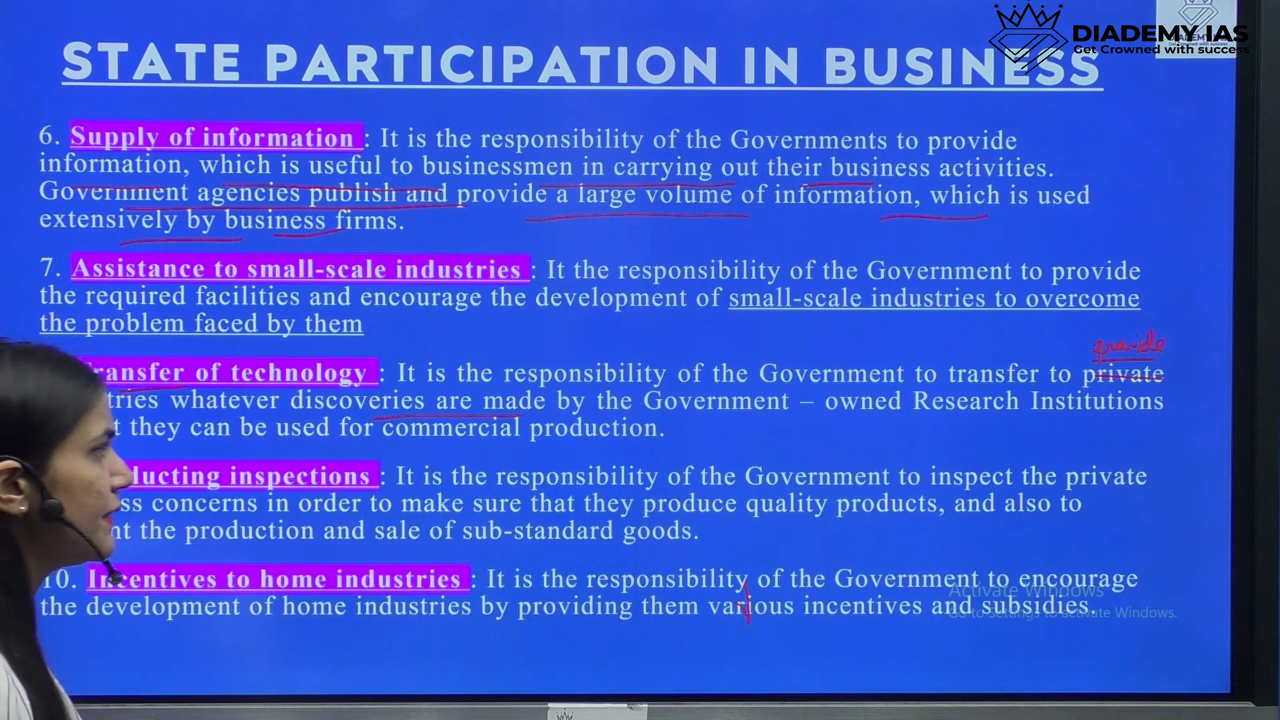 DIADEMY IAS
Get Crowned with success
STATE PARTICIPATION IN BUSINESS
6. Supply of information : It is the responsibility of the Governments to provide
information, which is useful to businessmen in carrying out their business activities.
Government agencies publish and provide a large volume of information, which is used
extensively by business firms.
7. Assistance to small-scale industries : It the responsibility of the Government to provide
the required facilities and encourage the development of small-scale industries to overcome
the problem faced by them
Transfer of technology : It is the responsibility of the Government to transfer to private
tries whatever discoveries are made by the Government – owned Research Institutions
t they can be used for commercial production.
ducting inspections : It is the responsibility of the Government to inspect the private
ss concerns in order to make sure that they produce quality products, and also to
nt the production and sale of sub-standard goods.
10. Incentives to home industries : It is the responsibility of the Government to encourage
the development of home industries by providing them various incentives and subsidies.
Activate Windows
Go to Settings to activate Windows.